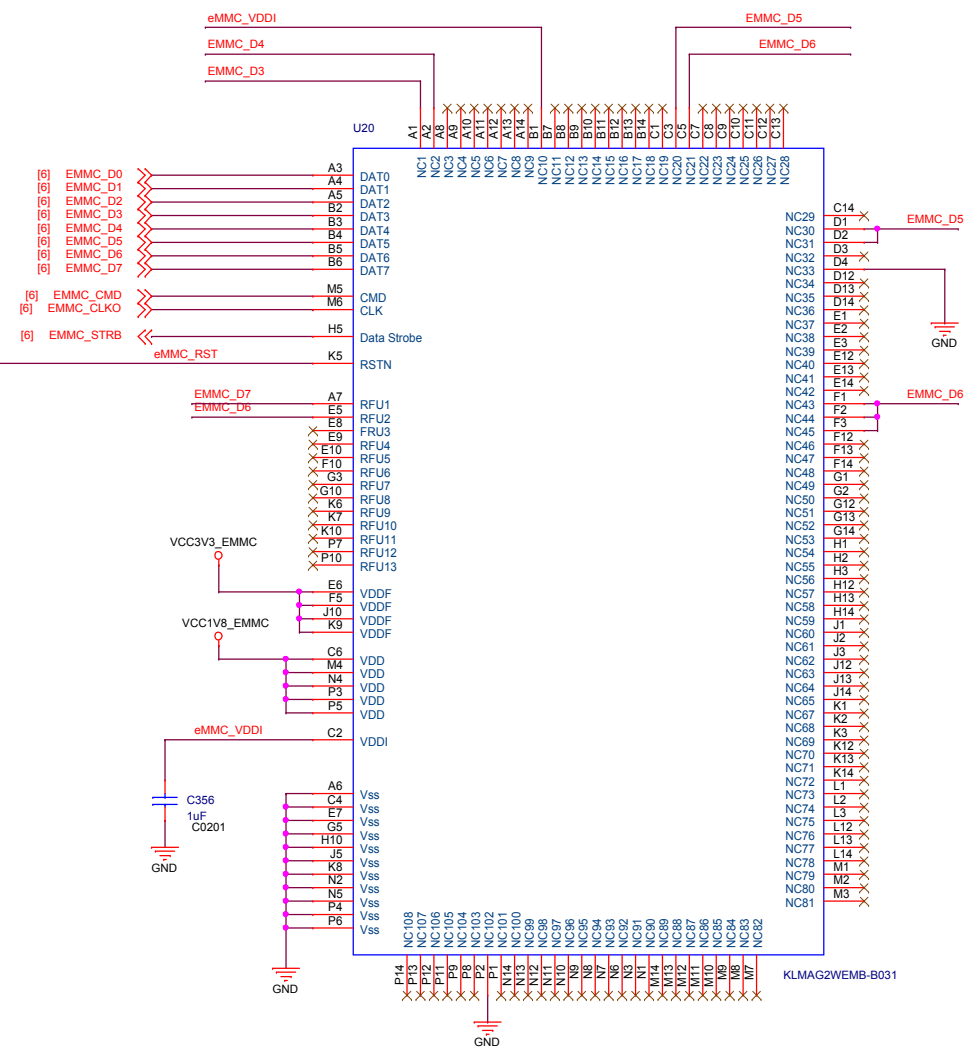 eMMC_VDDI
EMMC_D5
EMMC_D4
EMMC_D6
EMMC_D3
A1 A2 A8 A9 A10 A11 A12 A13 A14 B1 B7 B8 B9 B10 B11 B12 B13 B14 C1 C3 C5 C7 C8 C9 C10 C11 C12 C13
U20
NC1 NC2 NC3 NC4 NC5 NC6 NC7 NC8 NC9 NC10 NC11 NC12 NC13 NC14 NC15 NC16 NC17 NC18 NC19 NC20 NC21 NC22 NC23 NC24 NC25 NC26 NC27 NC28
[6] EMMC_D0 A3 DAT0
[6] EMMC_D1 A4 DAT1
[6] EMMC_D2 A5 DAT2
[6] EMMC_D3 B2 DAT3
[6] EMMC_D4 B3 DAT4
[6] EMMC_D5 B4 DAT5
[6] EMMC_D6 B5 DAT6
[6] EMMC_D7 B6 DAT7
[6] EMMC_CMD M5 CMD
[6] EMMC_CLKO M6 CLK
[6] EMMC_STRB H5 Data Strobe
eMMC_RST K5 RSTN
EMMC_D7 A7 RFU1
EMMC_D6 E5 RFU2
E8 FRU3
E9 RFU4
E10 RFU5
F10 RFU6
G3 RFU7
G10 RFU8
K6 RFU9
K7 RFU10
K10 RFU11
P7 RFU12
P10 RFU13
VCC3V3_EMMC
E6 VDDF
F5 VDDF
J10 VDDF
K9 VDDF
VCC1V8_EMMC
C6 VDD
M4 VDD
N4 VDD
P3 VDD
P5 VDD
eMMC_VDDI C2 VDDI
C356
1uF
C0201
GND
A6 Vss
C4 Vss
E7 Vss
G5 Vss
H10 Vss
J5 Vss
K8 Vss
N2 Vss
N5 Vss
P4 Vss
P6 Vss
GND
NC29 C14
NC30 D1 EMMC_D5
NC31 D2
NC32 D3
NC33 D4
NC34 D12
NC35 D13
NC36 D14
NC37 E1
NC38 E2
GND
NC39 E3
NC40 E12
NC41 E13
NC42 E14
NC43 F1 EMMC_D6
NC44 F2
NC45 F3
NC46 F12
NC47 F13
NC48 F14
NC49 G1
NC50 G2
NC51 G12
NC52 G13
NC53 G14
NC54 H1
NC55 H2
NC56 H3
NC57 H12
NC58 H13
NC59 H14
NC60 J1
NC61 J2
NC62 J3
NC63 J12
NC64 J13
NC65 J14
NC67 K1
NC68 K2
NC69 K3
NC70 K12
NC71 K13
NC72 K14
NC73 L1
NC74 L2
NC75 L3
NC76 L12
NC77 L13
NC78 L14
NC79 M1
NC80 M2
NC81 M3
NC108 NC107 NC106 NC105 NC104 NC103 NC102 NC101 NC100 NC99 NC98 NC97 NC96 NC95 NC94 NC93 NC92 NC91 NC90 NC89 NC88 NC87 NC86 NC85 NC84 NC83 NC82
P14 P13 P12 P11 P9 P8 P2 P1 N14 N13 N12 N11 N10 N9 N8 N7 N6 N3 N1 M14 M13 M12 M11 M10 M9 M8 M7
KLMAG2WEMB-B031
GND